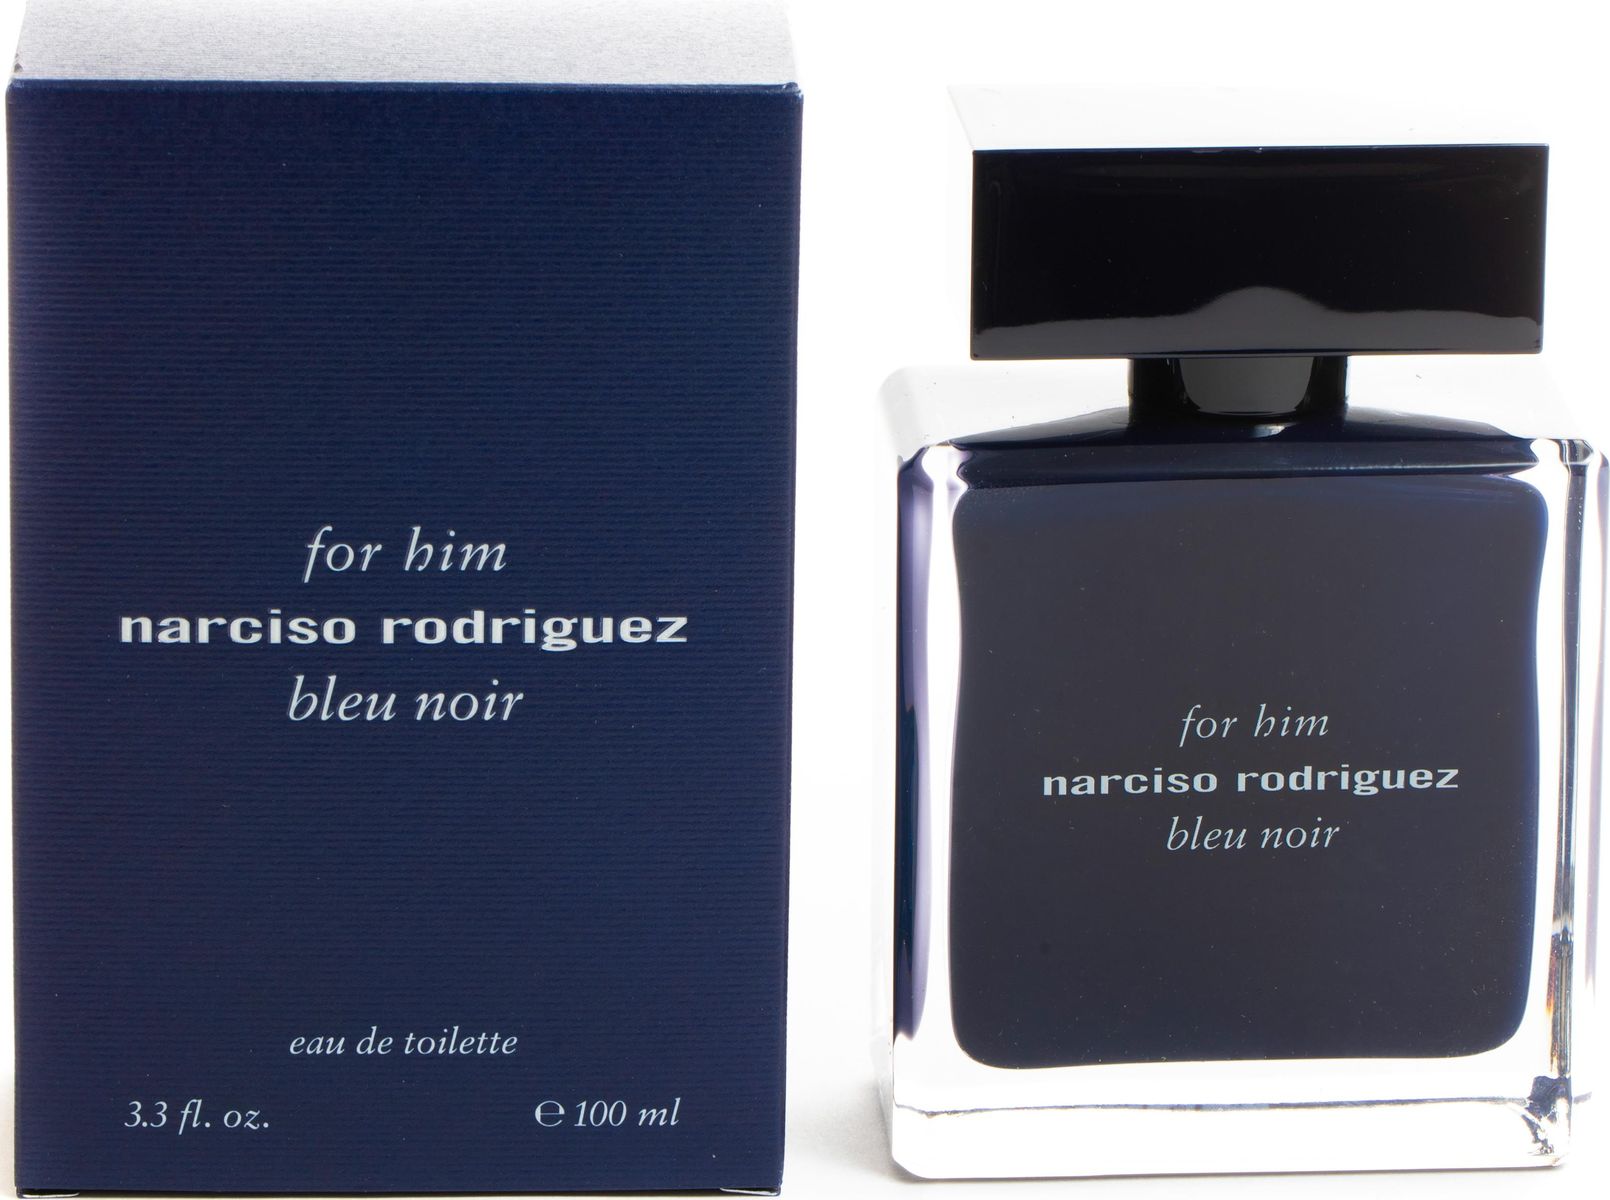 for him
narciso rodriguez
bleu noir
eau de toilette
3.3 fl. oz. ℮ 100 ml
for him
narciso rodriguez
bleu noir